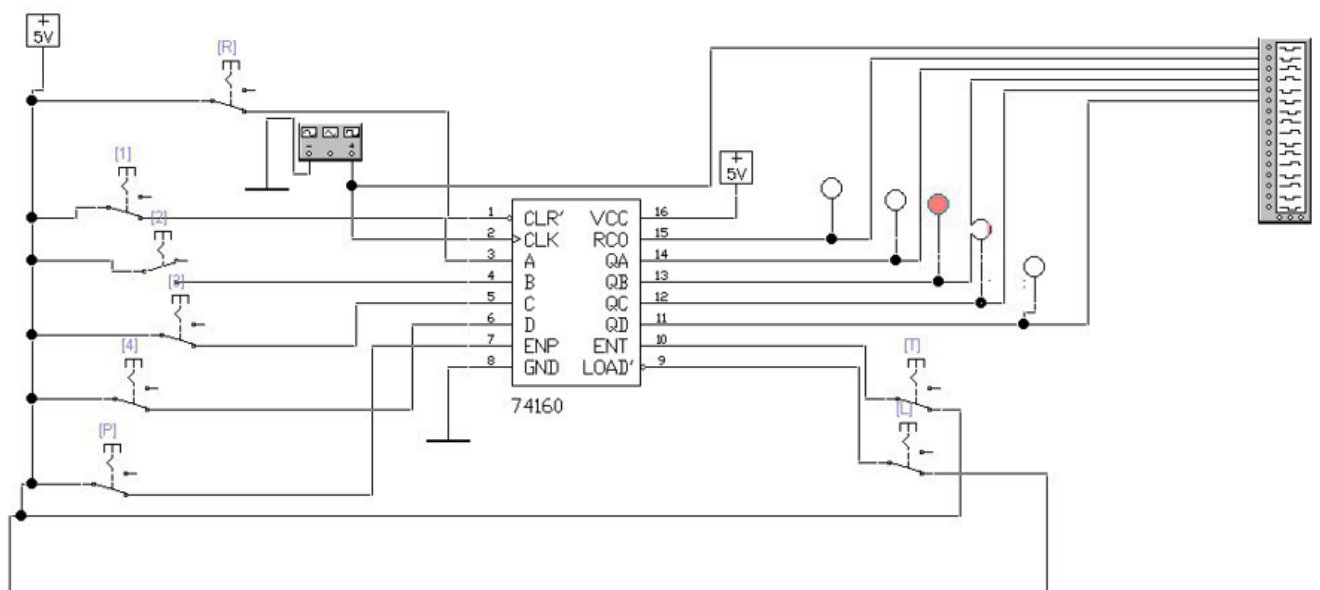 +
5V
[R]
[1]
[2]
[3]
[4]
[P]
- +
+
5V
1 CLR' VCC 16
2 CLK RCO 15
3 A QA 14
4 B QB 13
5 C QC 12
6 D QD 11
7 ENP ENT 10
8 GND LOAD' 9
74160
[T]
[L]